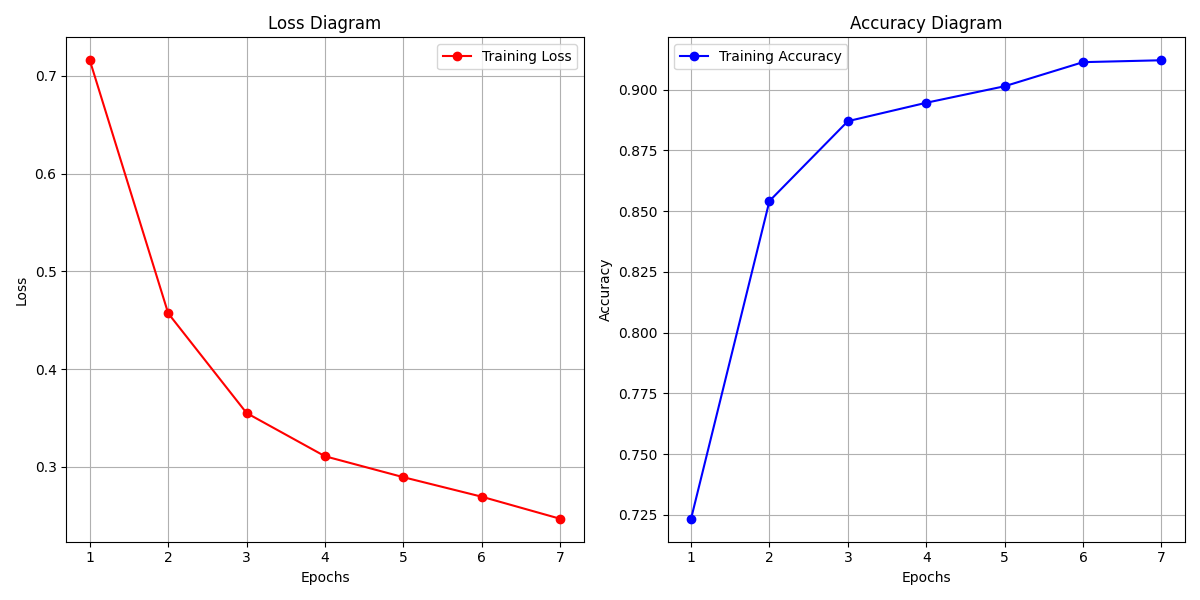 Loss Diagram
Training Loss
0.7
0.6
0.5
0.4
0.3
Loss
1 2 3 4 5 6 7
Epochs
Accuracy Diagram
Training Accuracy
0.900
0.875
0.850
0.825
0.800
0.775
0.750
0.725
Accuracy
1 2 3 4 5 6 7
Epochs